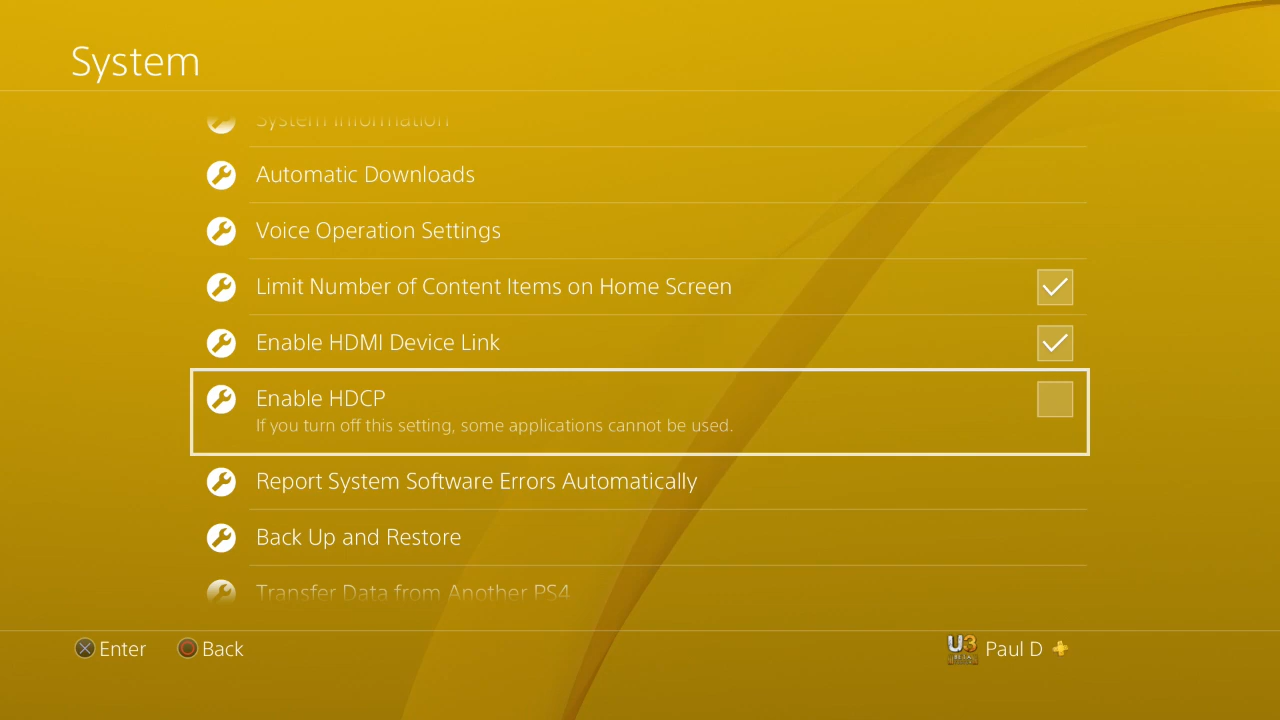 System
System Information
Automatic Downloads
Voice Operation Settings
Limit Number of Content Items on Home Screen
Enable HDMI Device Link
Enable HDCP
If you turn off this setting, some applications cannot be used.
Report System Software Errors Automatically
Back Up and Restore
Transfer Data from Another PS4
Enter Back U3 Paul D